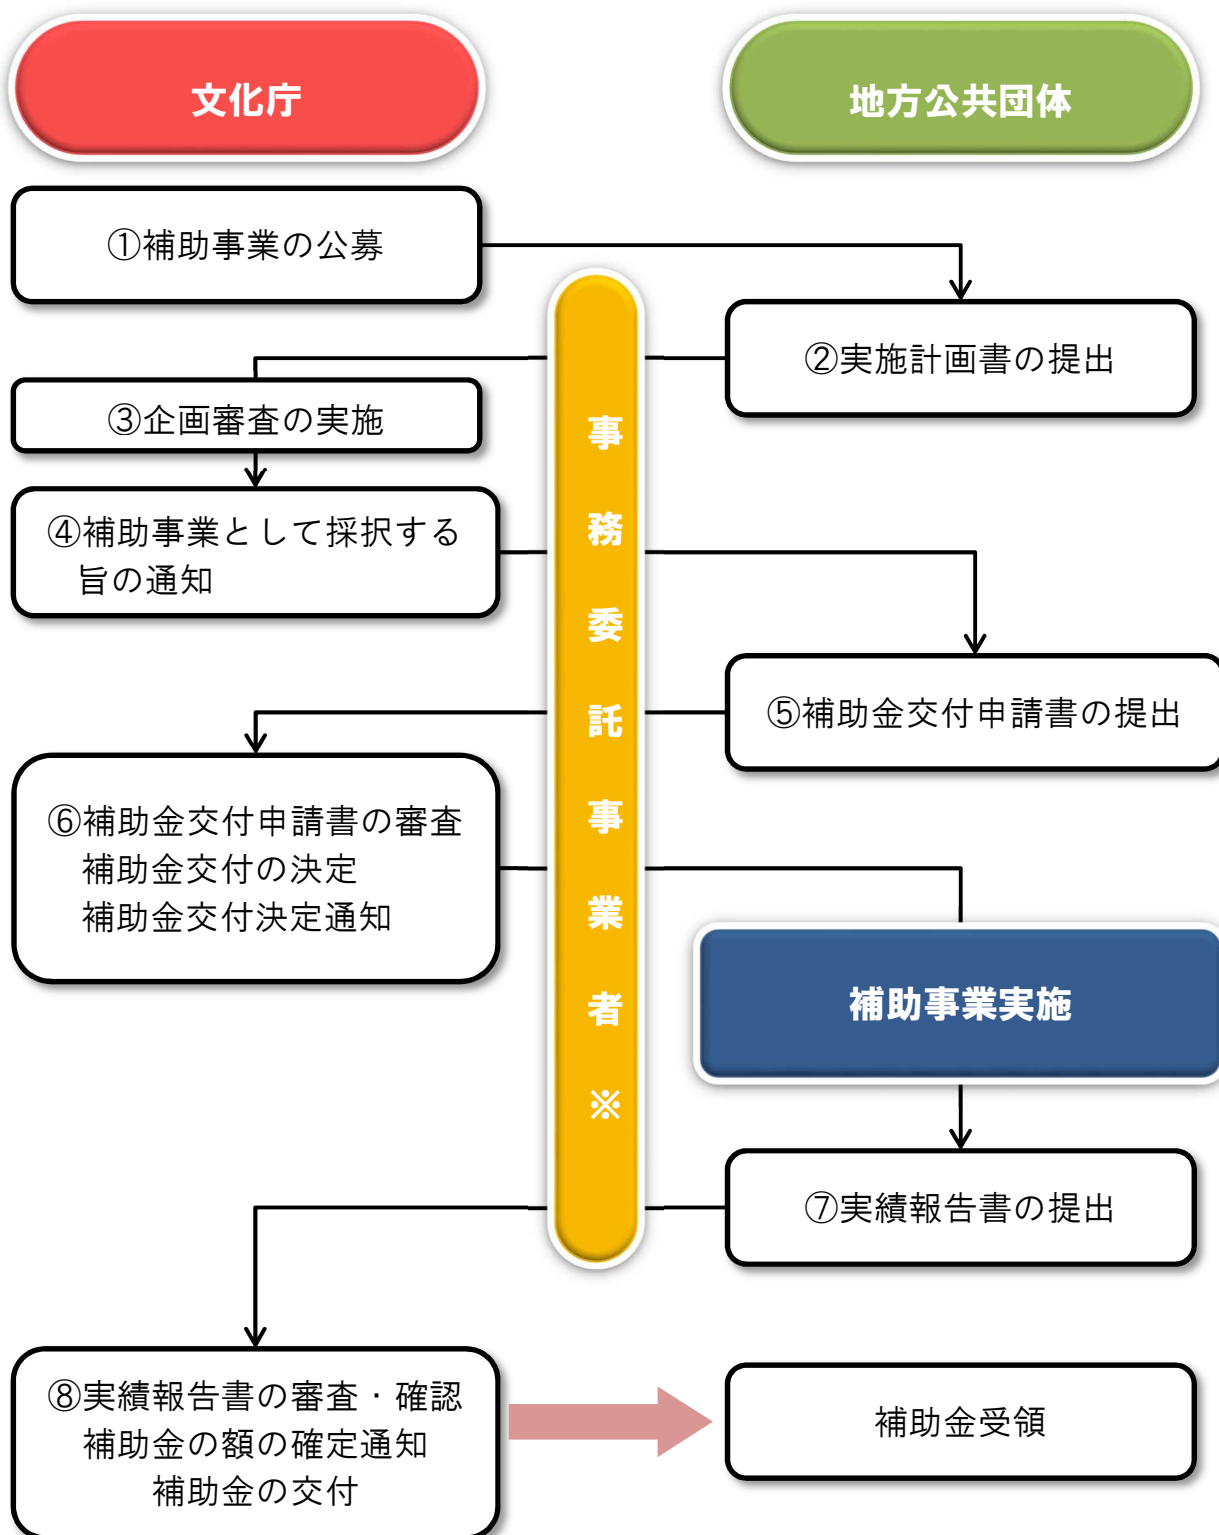 文化庁
地方公共団体
①補助事業の公募
②実施計画書の提出
③企画審査の実施
④補助事業として採択する
旨の通知
事務委託事業者※
⑤補助金交付申請書の提出
⑥補助金交付申請書の審査
補助金交付の決定
補助金交付決定通知
補助事業実施
⑦実績報告書の提出
⑧実績報告書の審査・確認
補助金の額の確定通知
補助金の交付
補助金受領